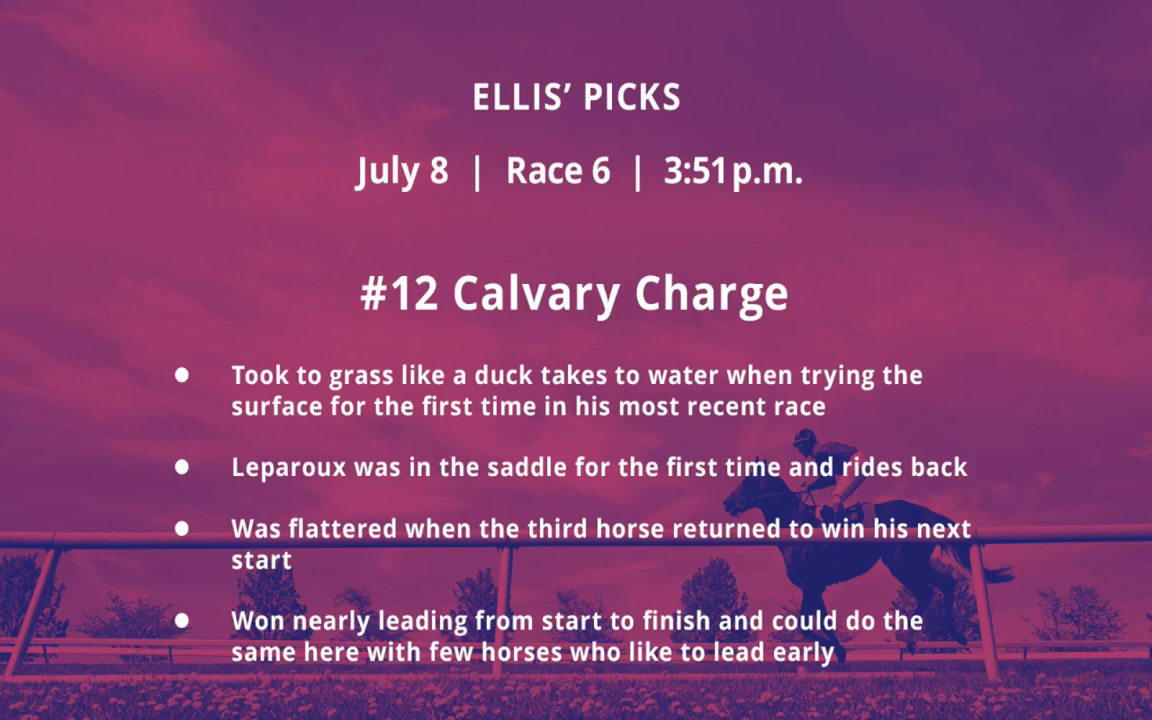 ELLIS’ PICKS
July 8 | Race 6 | 3:51p.m.
#12 Calvary Charge
● Took to grass like a duck takes to water when trying the
surface for the first time in his most recent race
● Leparoux was in the saddle for the first time and rides back
● Was flattered when the third horse returned to win his next
start
● Won nearly leading from start to finish and could do the
same here with few horses who like to lead early